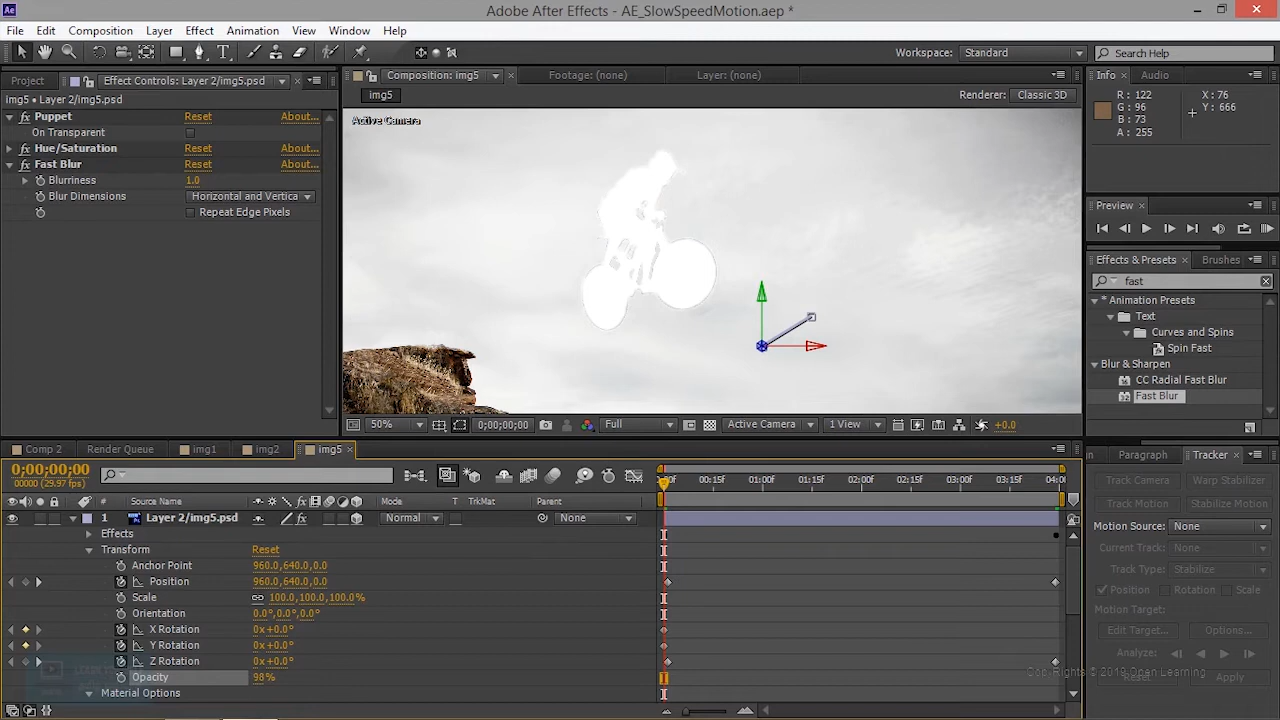 Ae Adobe After Effects - AE_SlowSpeedMotion.aep *
File Edit Composition Layer Effect Animation View Window Help
Workspace: Standard Search Help
Project Effect Controls: Layer 2/img5.psd Composition: img5 Footage: (none) Layer: (none) Info Audio
img5 • Layer 2/img5.psd img5 Renderer: Classic 3D
R: 122 X: 76
G: 96 Y: 666
B: 73
A: 255
fx Puppet Reset About...
On Transparent
fx Hue/Saturation Reset About...
fx Fast Blur Reset About...
Blurriness 1.0
Blur Dimensions Horizontal and Vertica
Repeat Edge Pixels
Active Camera
Preview
Effects & Presets Brushes
fast
* Animation Presets
Text
Curves and Spins
Spin Fast
Blur & Sharpen
CC Radial Fast Blur
Fast Blur
50% 0;00;00;00 Full Active Camera 1 View +0.0
Comp 2 Render Queue img1 img2 img5 Paragraph Tracker
0;00;00;00
00000 (29.97 fps)
00:15f 01:00f 01:15f 02:00f 02:15f 03:00f 03:15f 04:0
# Source Name Mode T TrkMat Parent
1 Layer 2/img5.psd Normal None
Effects
Transform Reset
Anchor Point 960.0,640.0,0.0
Position 960.0,640.0,0.0
Scale 100.0,100.0,100.0%
Orientation 0.0°,0.0°,0.0°
X Rotation 0x+0.0°
Y Rotation 0x+0.0°
Z Rotation 0x+0.0°
Opacity 98%
Material Options
Track Camera Warp Stabilizer
Track Motion Stabilize Motion
Motion Source: None
Current Track: None
Track Type: Stabilize
Position Rotation Scale
Motion Target:
Edit Target... Options...
Analyze:
Reset Apply
CopyRights © 2019 Open Learning